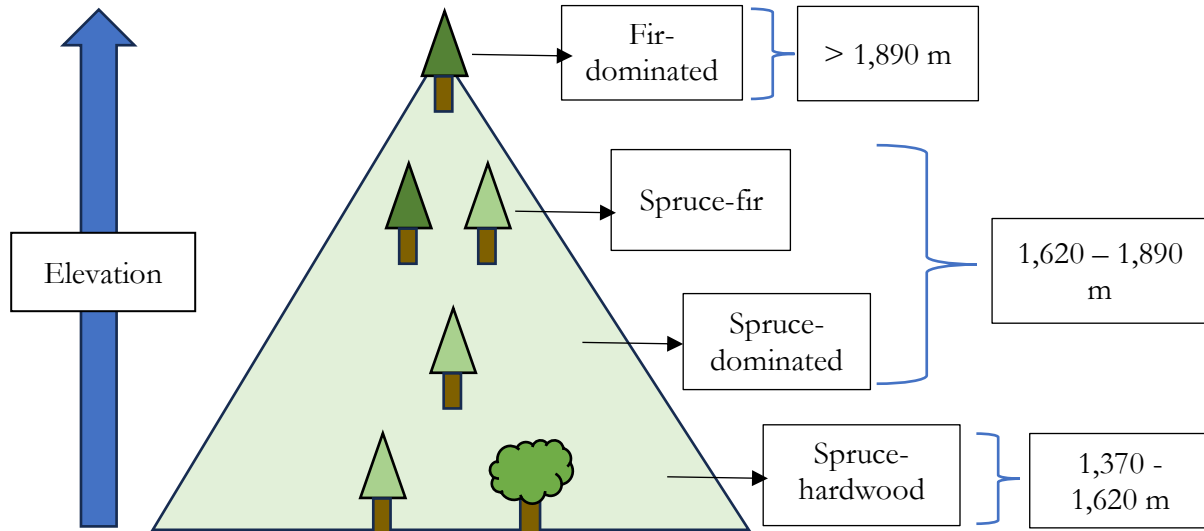 Fir-
dominated
> 1,890 m
Spruce-fir
Elevation
1,620 – 1,890
m
Spruce-
dominated
Spruce-
hardwood
1,370 -
1,620 m